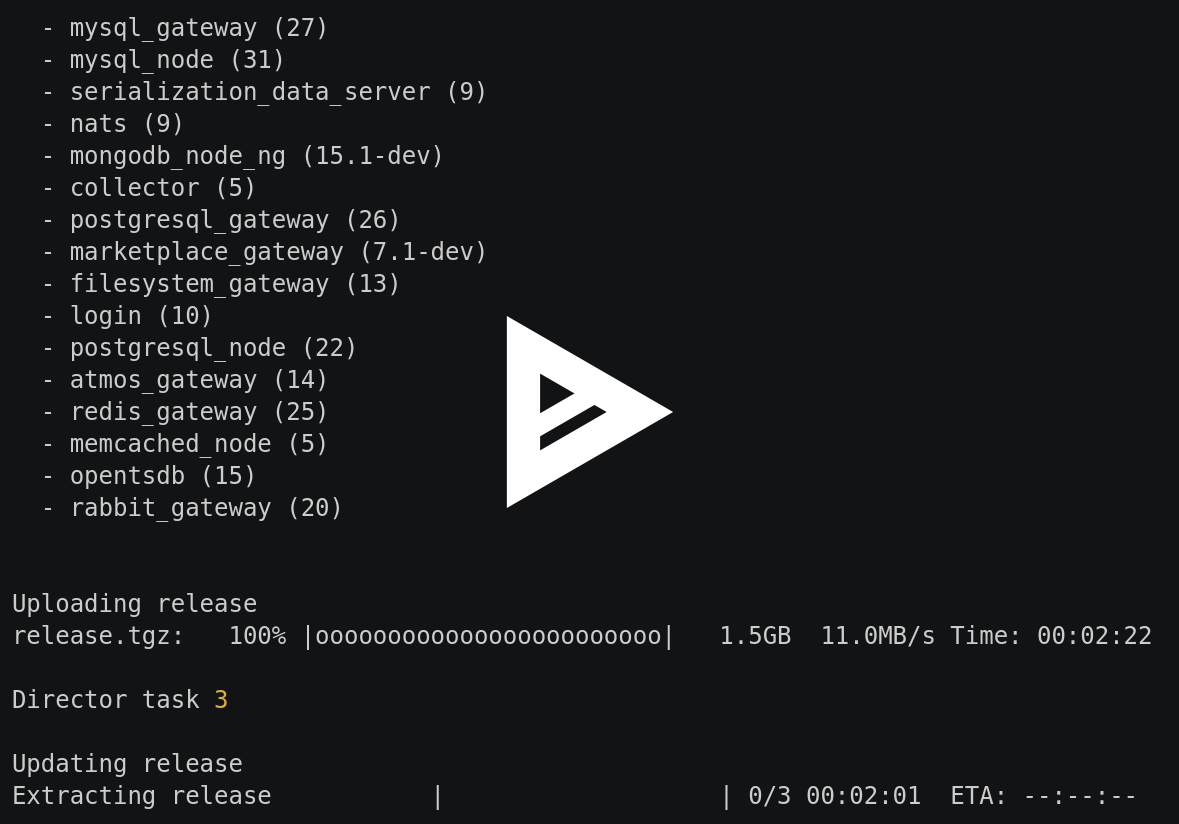 - mysql_gateway (27)
- mysql_node (31)
- serialization_data_server (9)
- nats (9)
- mongodb_node_ng (15.1-dev)
- collector (5)
- postgresql_gateway (26)
- marketplace_gateway (7.1-dev)
- filesystem_gateway (13)
- login (10)
- postgresql_node (22)
- atmos_gateway (14)
- redis_gateway (25)
- memcached_node (5)
- opentsdb (15)
- rabbit_gateway (20)
Uploading release
release.tgz:   100% |oooooooooooooooooooooooo|   1.5GB  11.0MB/s Time: 00:02:22
Director task 3
Updating release
Extracting release           |                   | 0/3 00:02:01  ETA: --:--:--